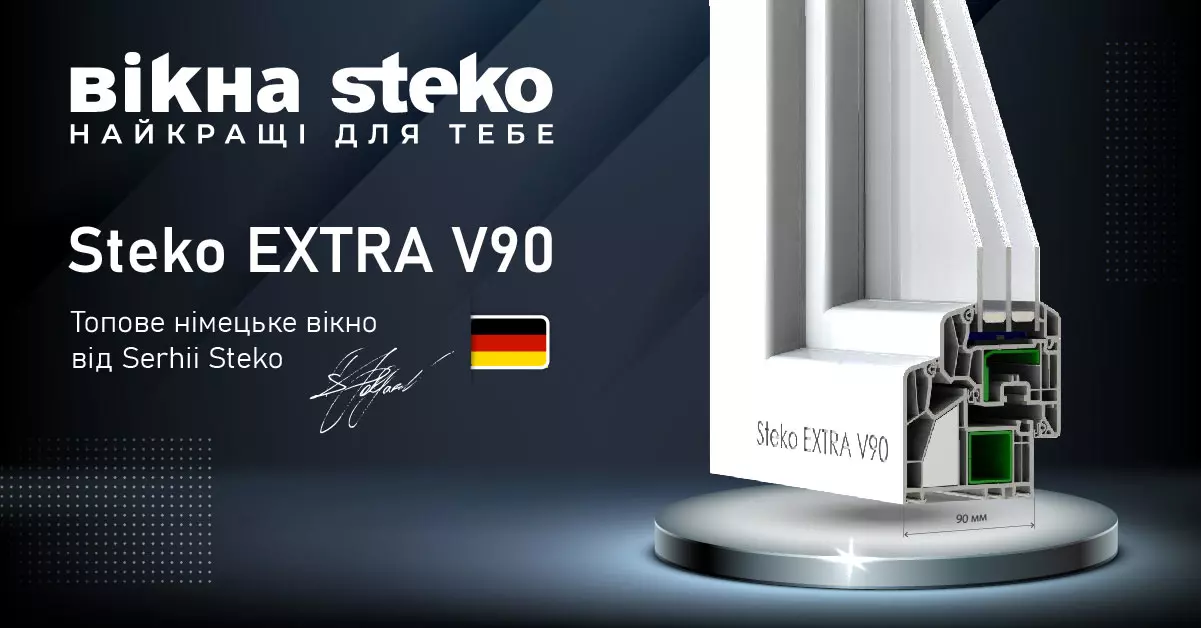 вікна steko
НАЙКРАЩІ ДЛЯ ТЕБЕ
Steko EXTRA V90
Топове німецьке вікно
від Serhii Steko
Steko EXTRA V90
90 мм